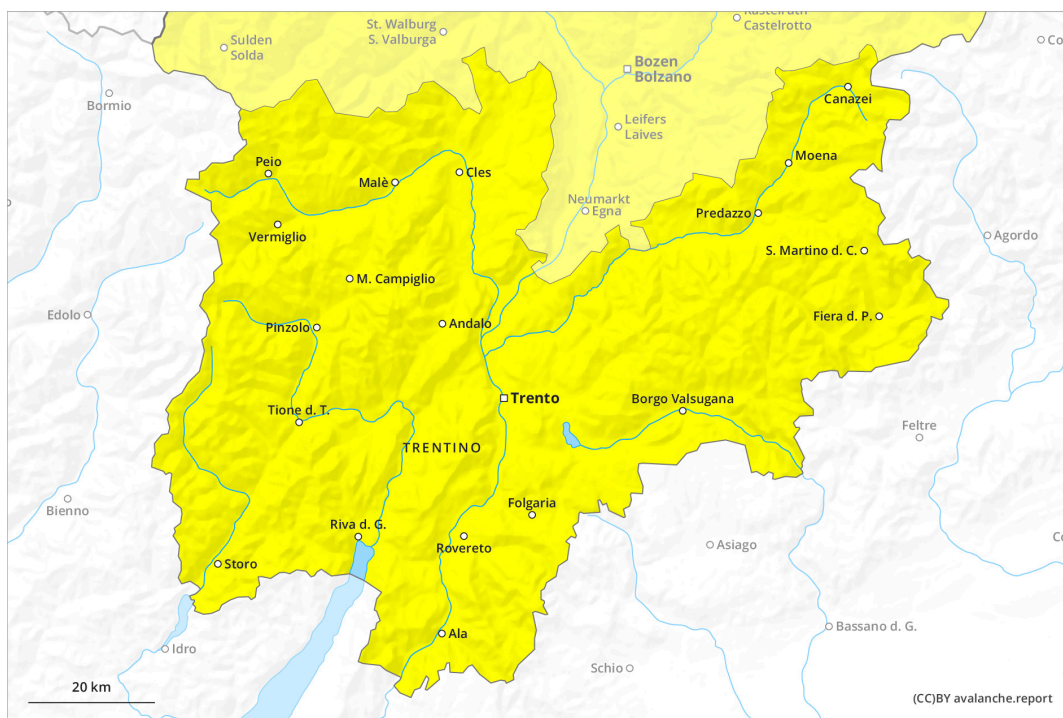 Kastelruth
Castelrotto
St. Walburg
S. Valburga
Sulden
Solda
Bozen
Bolzano
Bormio
Canazei
Leifers
Laives
Moena
Peio
Malè
Cles
Neumarkt
Egna
Predazzo
Vermiglio
S. Martino d. C.
Agordo
M. Campiglio
Edolo
Pinzolo
Andalo
Fiera d. P.
Trento
Borgo Valsugana
Tione d. T.
Feltre
TRENTINO
Bienno
Folgaria
Riva d. G.
Rovereto
Asiago
Storo
Ala
Bassano d. G.
Idro
Schio
20 km
(CC)BY avalanche.report